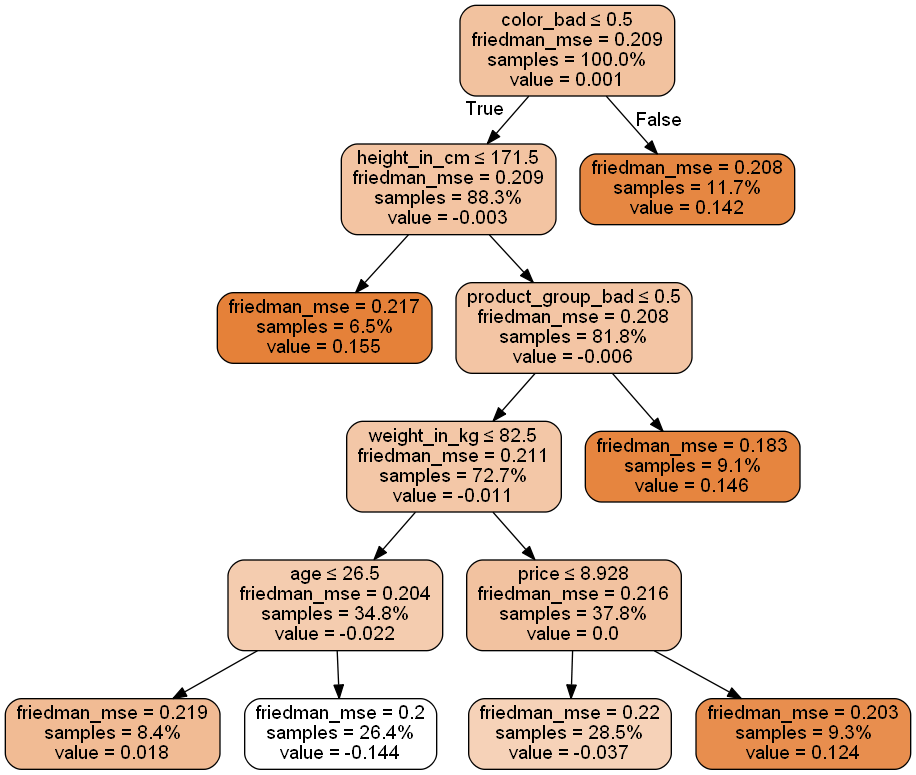 color_bad ≤ 0.5
friedman_mse = 0.209
samples = 100.0%
value = 0.001
True
False
height_in_cm ≤ 171.5
friedman_mse = 0.209
samples = 88.3%
value = -0.003
friedman_mse = 0.208
samples = 11.7%
value = 0.142
friedman_mse = 0.217
samples = 6.5%
value = 0.155
product_group_bad ≤ 0.5
friedman_mse = 0.208
samples = 81.8%
value = -0.006
weight_in_kg ≤ 82.5
friedman_mse = 0.211
samples = 72.7%
value = -0.011
friedman_mse = 0.183
samples = 9.1%
value = 0.146
age ≤ 26.5
friedman_mse = 0.204
samples = 34.8%
value = -0.022
price ≤ 8.928
friedman_mse = 0.216
samples = 37.8%
value = 0.0
friedman_mse = 0.219
samples = 8.4%
value = 0.018
friedman_mse = 0.2
samples = 26.4%
value = -0.144
friedman_mse = 0.22
samples = 28.5%
value = -0.037
friedman_mse = 0.203
samples = 9.3%
value = 0.124